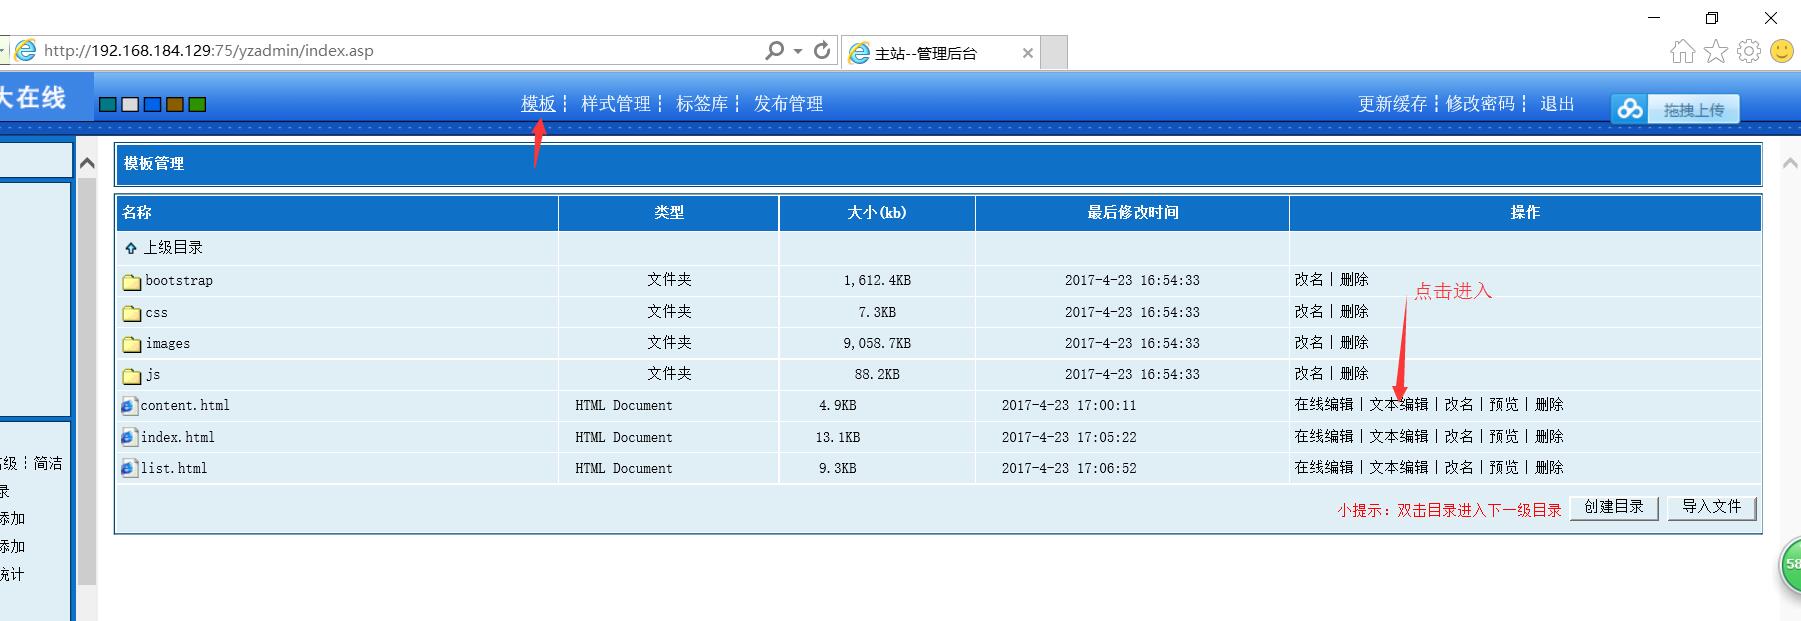 http://192.168.184.129:75/yzadmin/index.asp
主站--管理后台
大在线
模板 ¦ 样式管理 ¦ 标签库 ¦ 发布管理
更新缓存 ¦ 修改密码 ¦ 退出
拖拽上传
模板管理
名称 类型 大小(kb) 最后修改时间 操作
上级目录
bootstrap 文件夹 1,612.4KB 2017-4-23 16:54:33 改名 | 删除
点击进入
css 文件夹 7.3KB 2017-4-23 16:54:33 改名 | 删除
images 文件夹 9,058.7KB 2017-4-23 16:54:33 改名 | 删除
js 文件夹 88.2KB 2017-4-23 16:54:33 改名 | 删除
content.html HTML Document 4.9KB 2017-4-23 17:00:11 在线编辑 | 文本编辑 | 改名 | 预览 | 删除
index.html HTML Document 13.1KB 2017-4-23 17:05:22 在线编辑 | 文本编辑 | 改名 | 预览 | 删除
list.html HTML Document 9.3KB 2017-4-23 17:06:52 在线编辑 | 文本编辑 | 改名 | 预览 | 删除
小提示：双击目录进入下一级目录 创建目录 导入文件
级 ¦ 简洁
录
添加
添加
统计
58